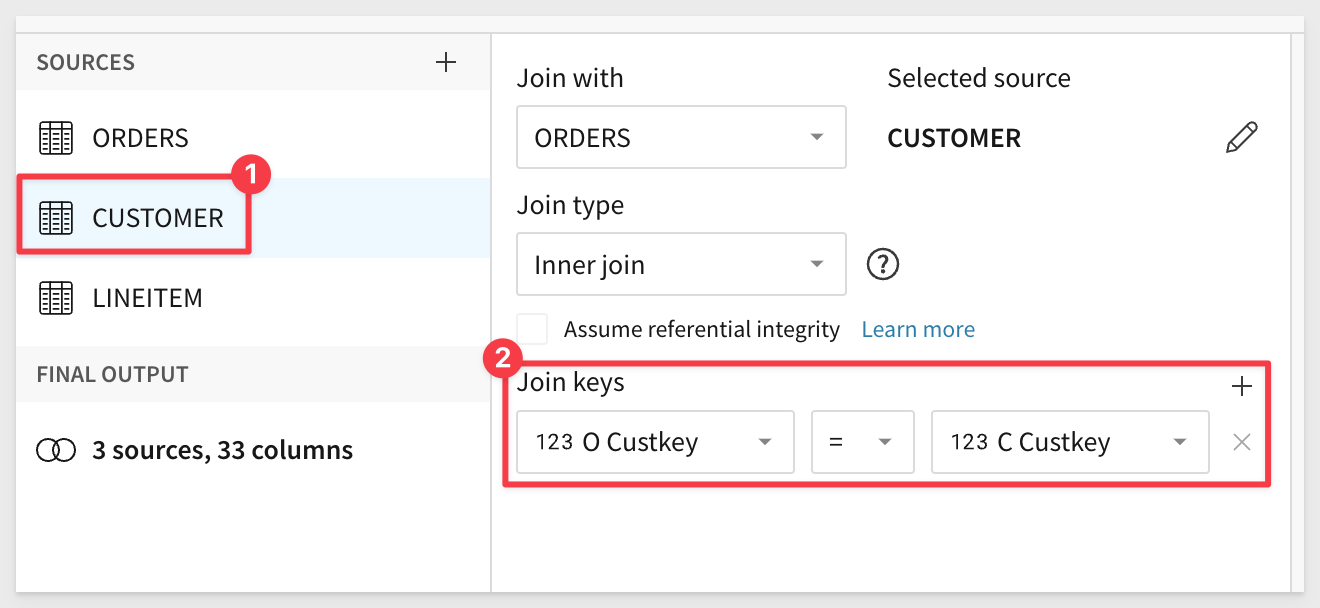 SOURCES
ORDERS
1
CUSTOMER
LINEITEM
FINAL OUTPUT
3 sources, 33 columns
Join with
Selected source
ORDERS
CUSTOMER
Join type
Inner join
?
Assume referential integrity Learn more
2
Join keys
123 O Custkey = 123 C Custkey